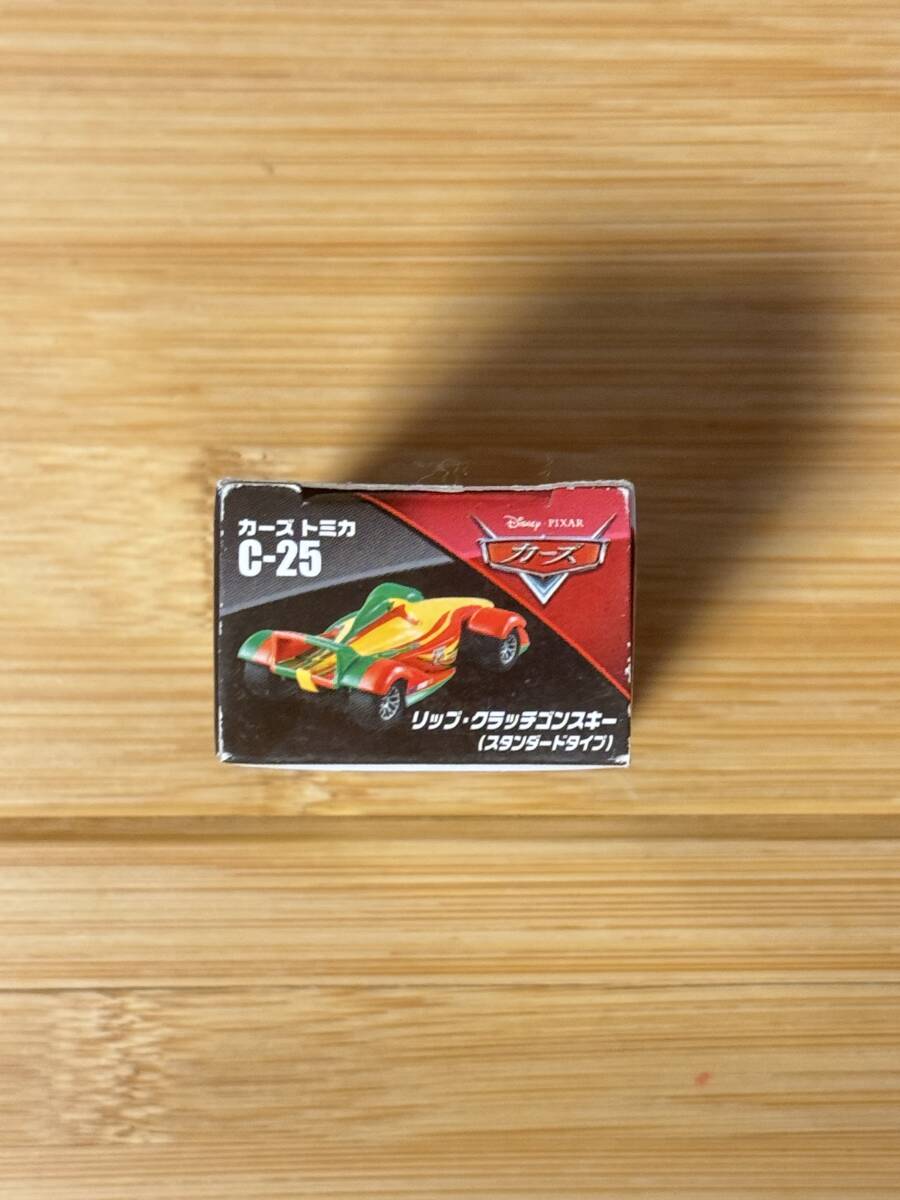 カーズ トミカ
C-25
Disney・PIXAR
カーズ
リップ・クラッチゴンスキー
(スタンダードタイプ)